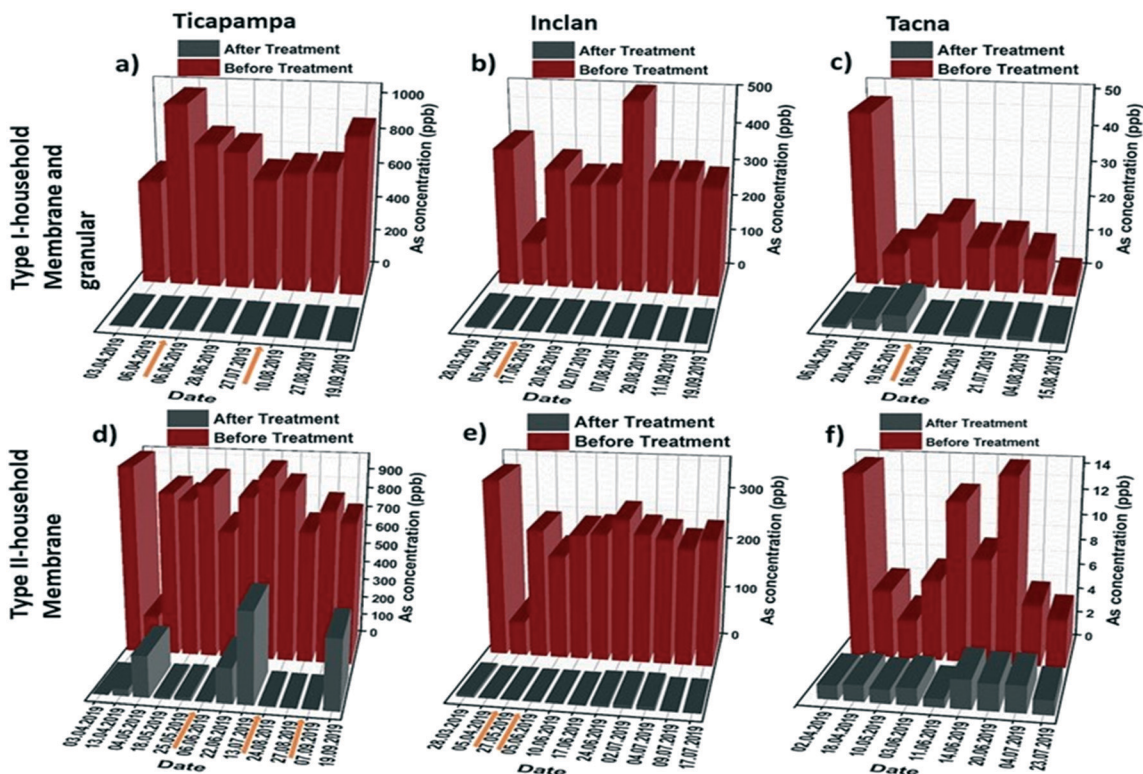 Ticapampa
Inclan
Tacna
Type I-household
Membrane and
granular
a)
After Treatment
Before Treatment
1000
800
600
400
200
0
As concentration (ppb)
03.04.2019
06.04.2019
06.06.2019
28.06.2019
27.07.2019
10.08.2019
27.08.2019
19.09.2019
Date
b)
After Treatment
Before Treatment
500
400
300
200
100
0
As concentration (ppb)
28.03.2019
05.04.2019
17.06.2019
20.06.2019
02.07.2019
07.08.2019
29.08.2019
11.09.2019
19.09.2019
Date
c)
After Treatment
Before Treatment
50
40
30
20
10
0
As concentration (ppb)
06.04.2019
20.04.2019
19.05.2019
16.06.2019
30.06.2019
21.07.2019
04.08.2019
15.08.2019
Date
Type II-household
Membrane
d)
After Treatment
Before Treatment
900
800
700
600
500
400
300
200
100
0
As concentration (ppb)
03.04.2019
13.04.2019
04.05.2019
18.05.2019
25.05.2019
06.06.2019
22.06.2019
13.07.2019
24.08.2019
27.08.2019
07.09.2019
19.09.2019
Date
e)
After Treatment
Before Treatment
300
200
100
0
As concentration (ppb)
28.03.2019
05.04.2019
27.05.2019
05.06.2019
10.06.2019
17.06.2019
24.06.2019
02.07.2019
09.07.2019
17.07.2019
Date
f)
After Treatment
Before Treatment
14
12
10
8
6
4
2
0
As concentration (ppb)
02.04.2019
18.04.2019
10.05.2019
03.06.2019
11.06.2019
14.06.2019
20.06.2019
04.07.2019
23.07.2019
Date